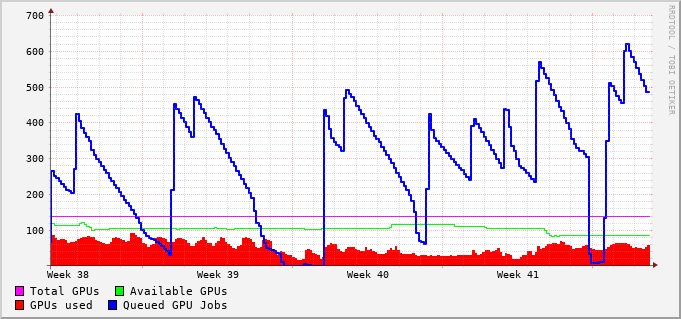 700
600
500
400
300
200
100
Week 38 Week 39 Week 40 Week 41
Total GPUs Available GPUs
GPUs used Queued GPU Jobs
RRDTOOL / TOBI OETIKER